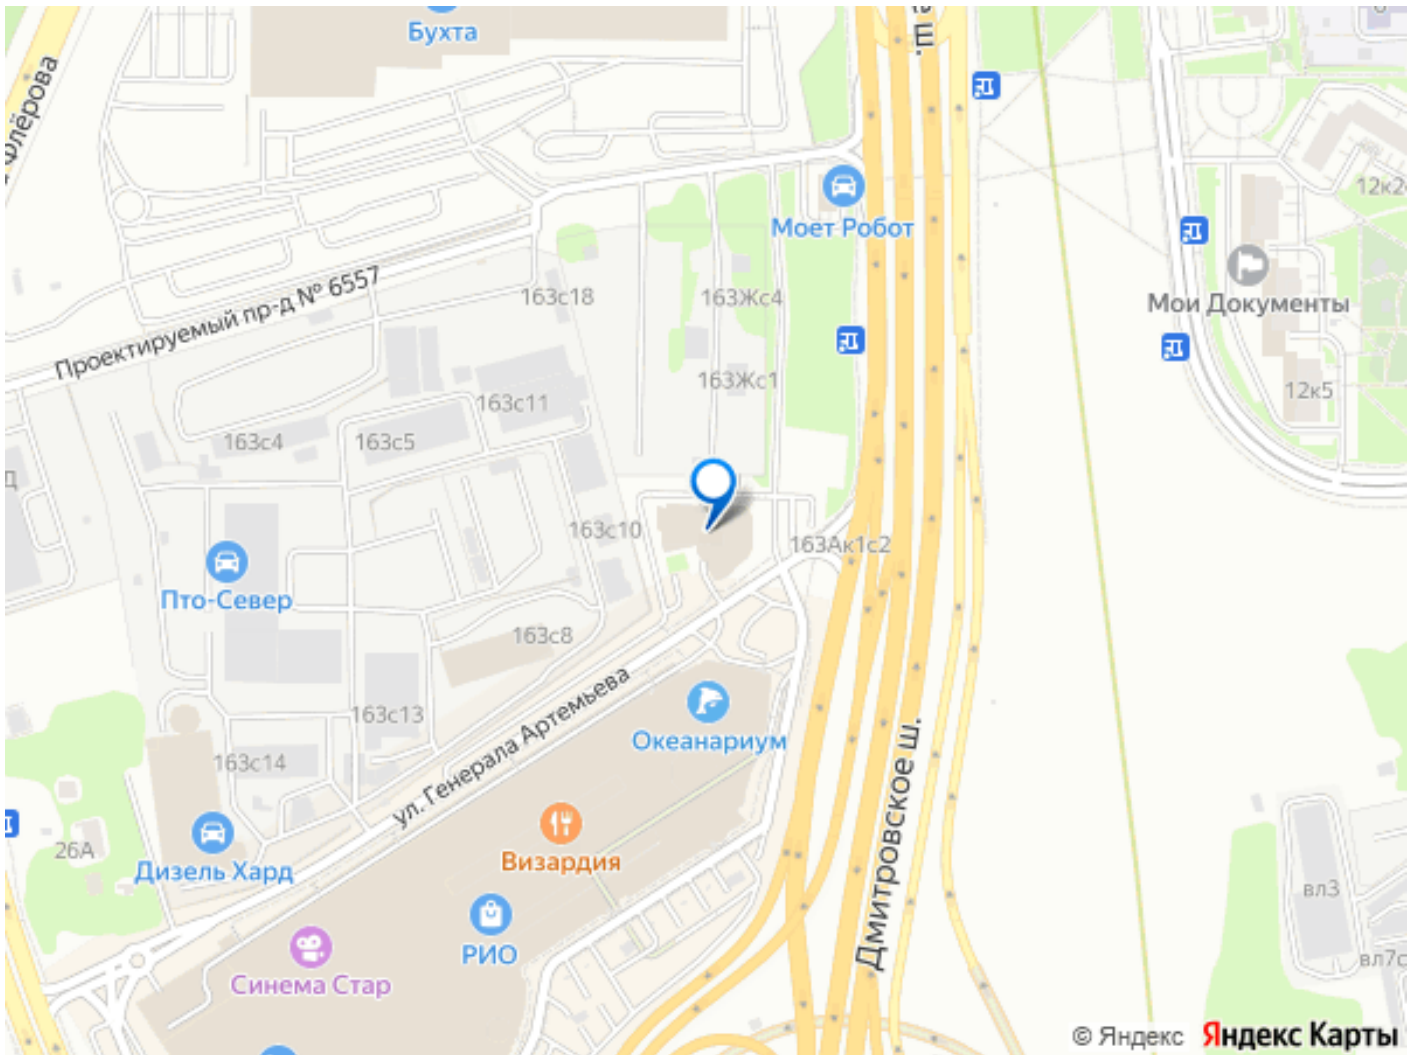 Бухта
Ш.
Флёрова
Моет Робот
12к2
Мои Документы
163с18
163Жс4
Проектируемый пр-д № 6557
163Жс1
12к5
163с11
163с4
163с5
Д
163с10
163Ак1с2
Пто-Север
163с8
ул. Генерала Артемьева
163с13
Океанариум
163с14
Дмитровское ш.
26А
Дизель Хард
Визардия
вл3
РИО
Синема Стар
вл7с
© Яндекс Яндекс Карты